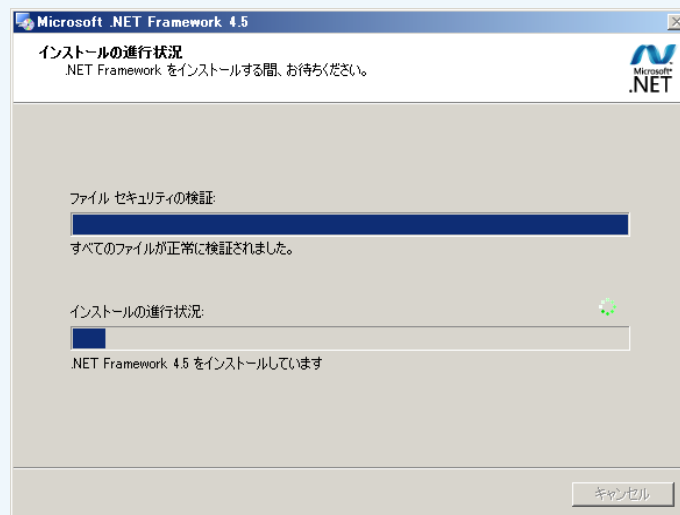 Microsoft .NET Framework 4.5
インストールの進行状況
.NET Framework をインストールする間、お待ちください。
Microsoft
.NET
ファイル セキュリティの検証:
すべてのファイルが正常に検証されました。
インストールの進行状況:
.NET Framework 4.5 をインストールしています
キャンセル